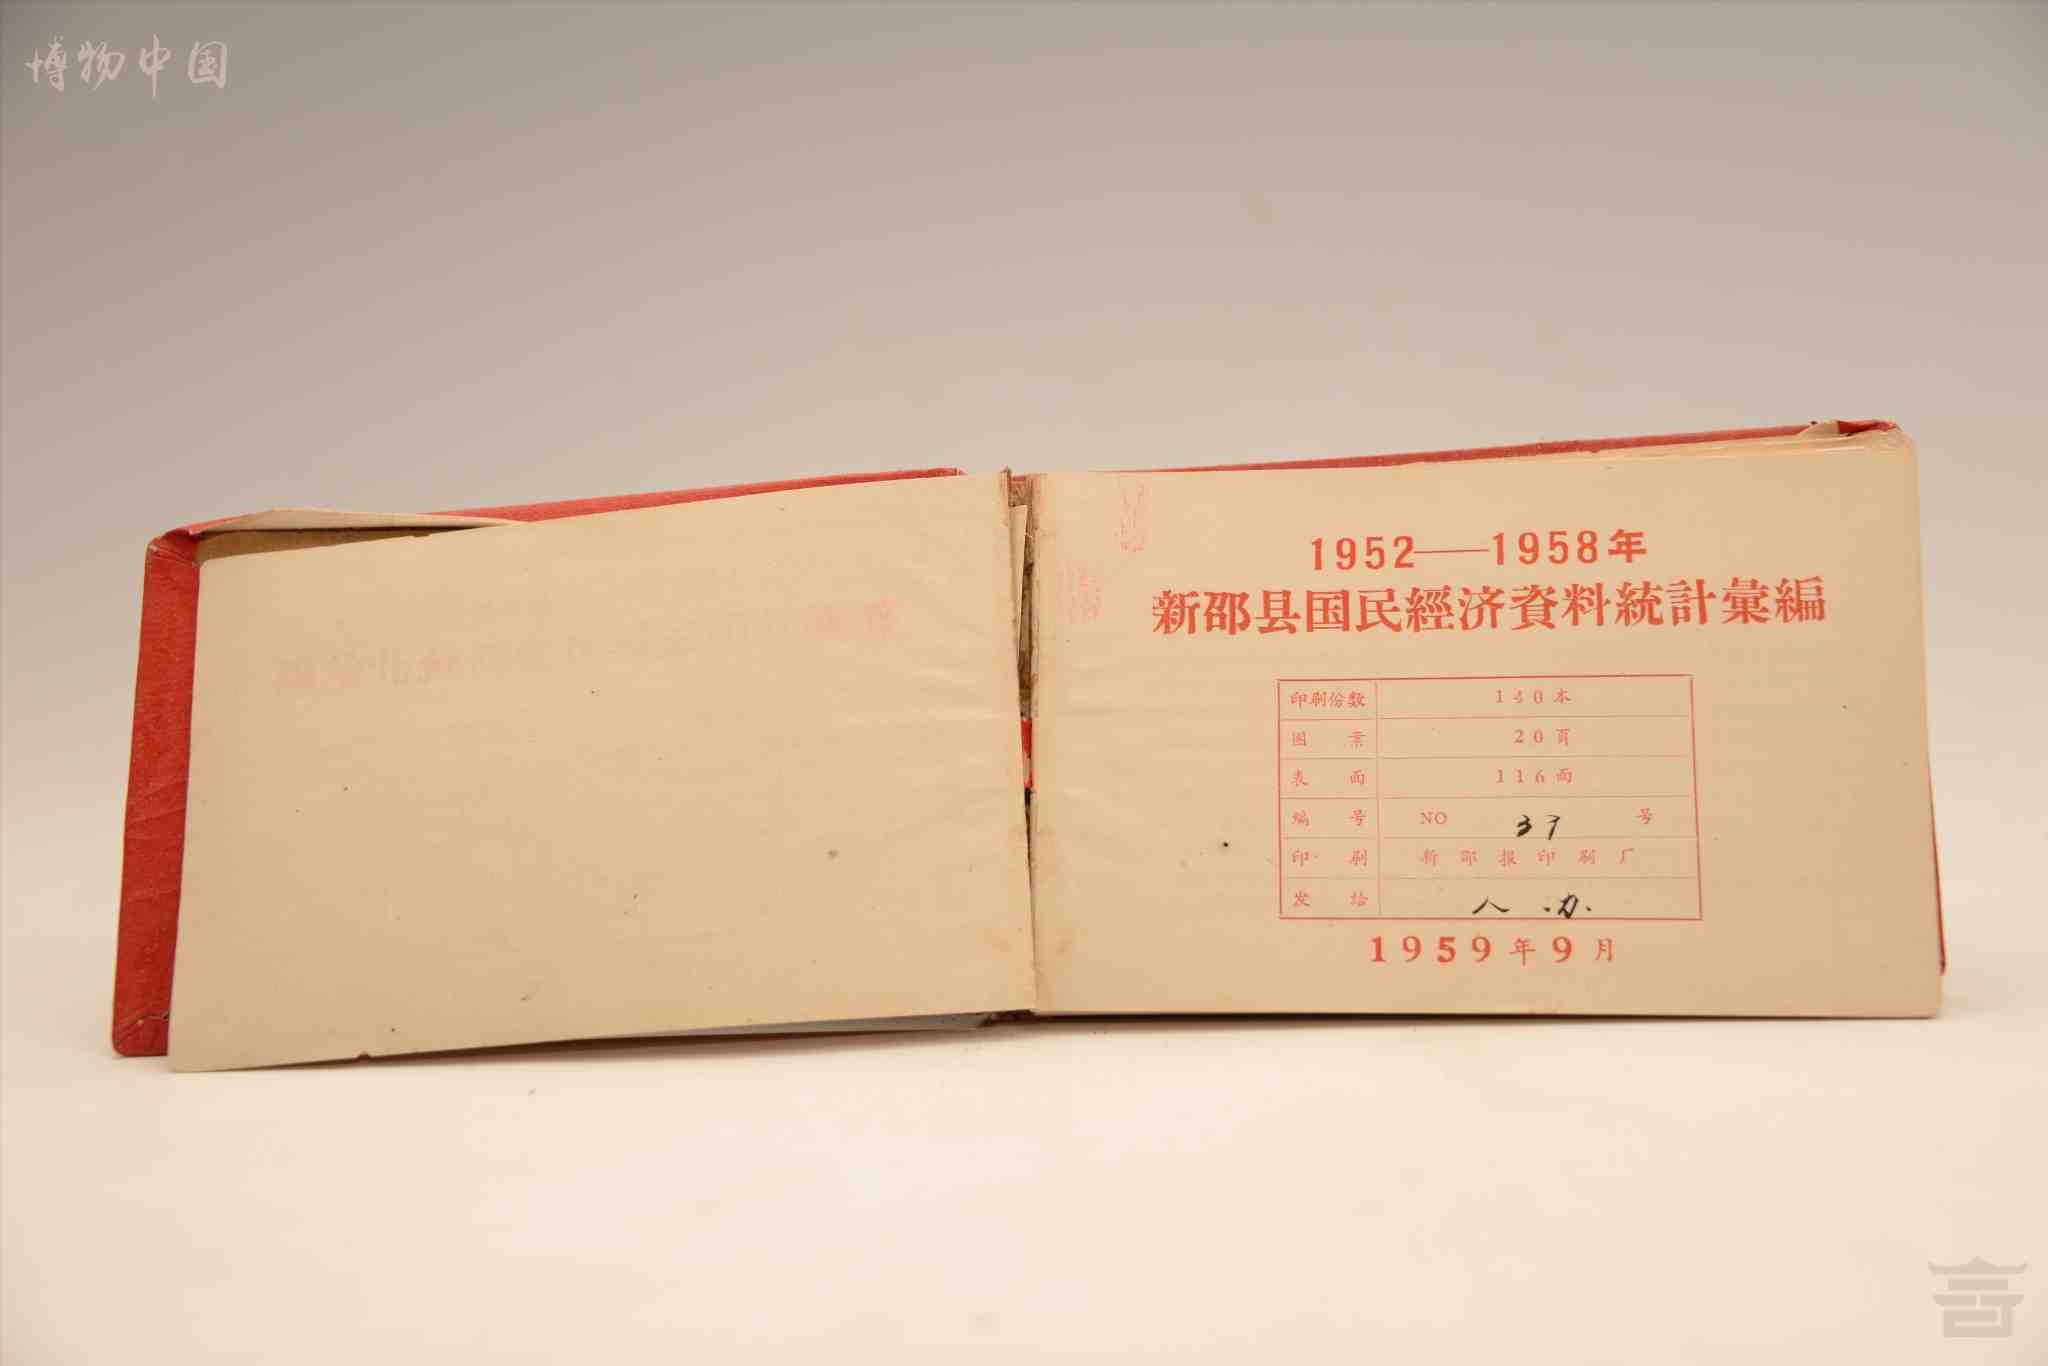 博物中国
1952——1958年
新邵县国民經济資料統計彙編
印刷份数 140本
图案 20頁
表面 116面
编号 NO 37 号
印刷 新邵报印刷厂
发给 人办
1959年9月